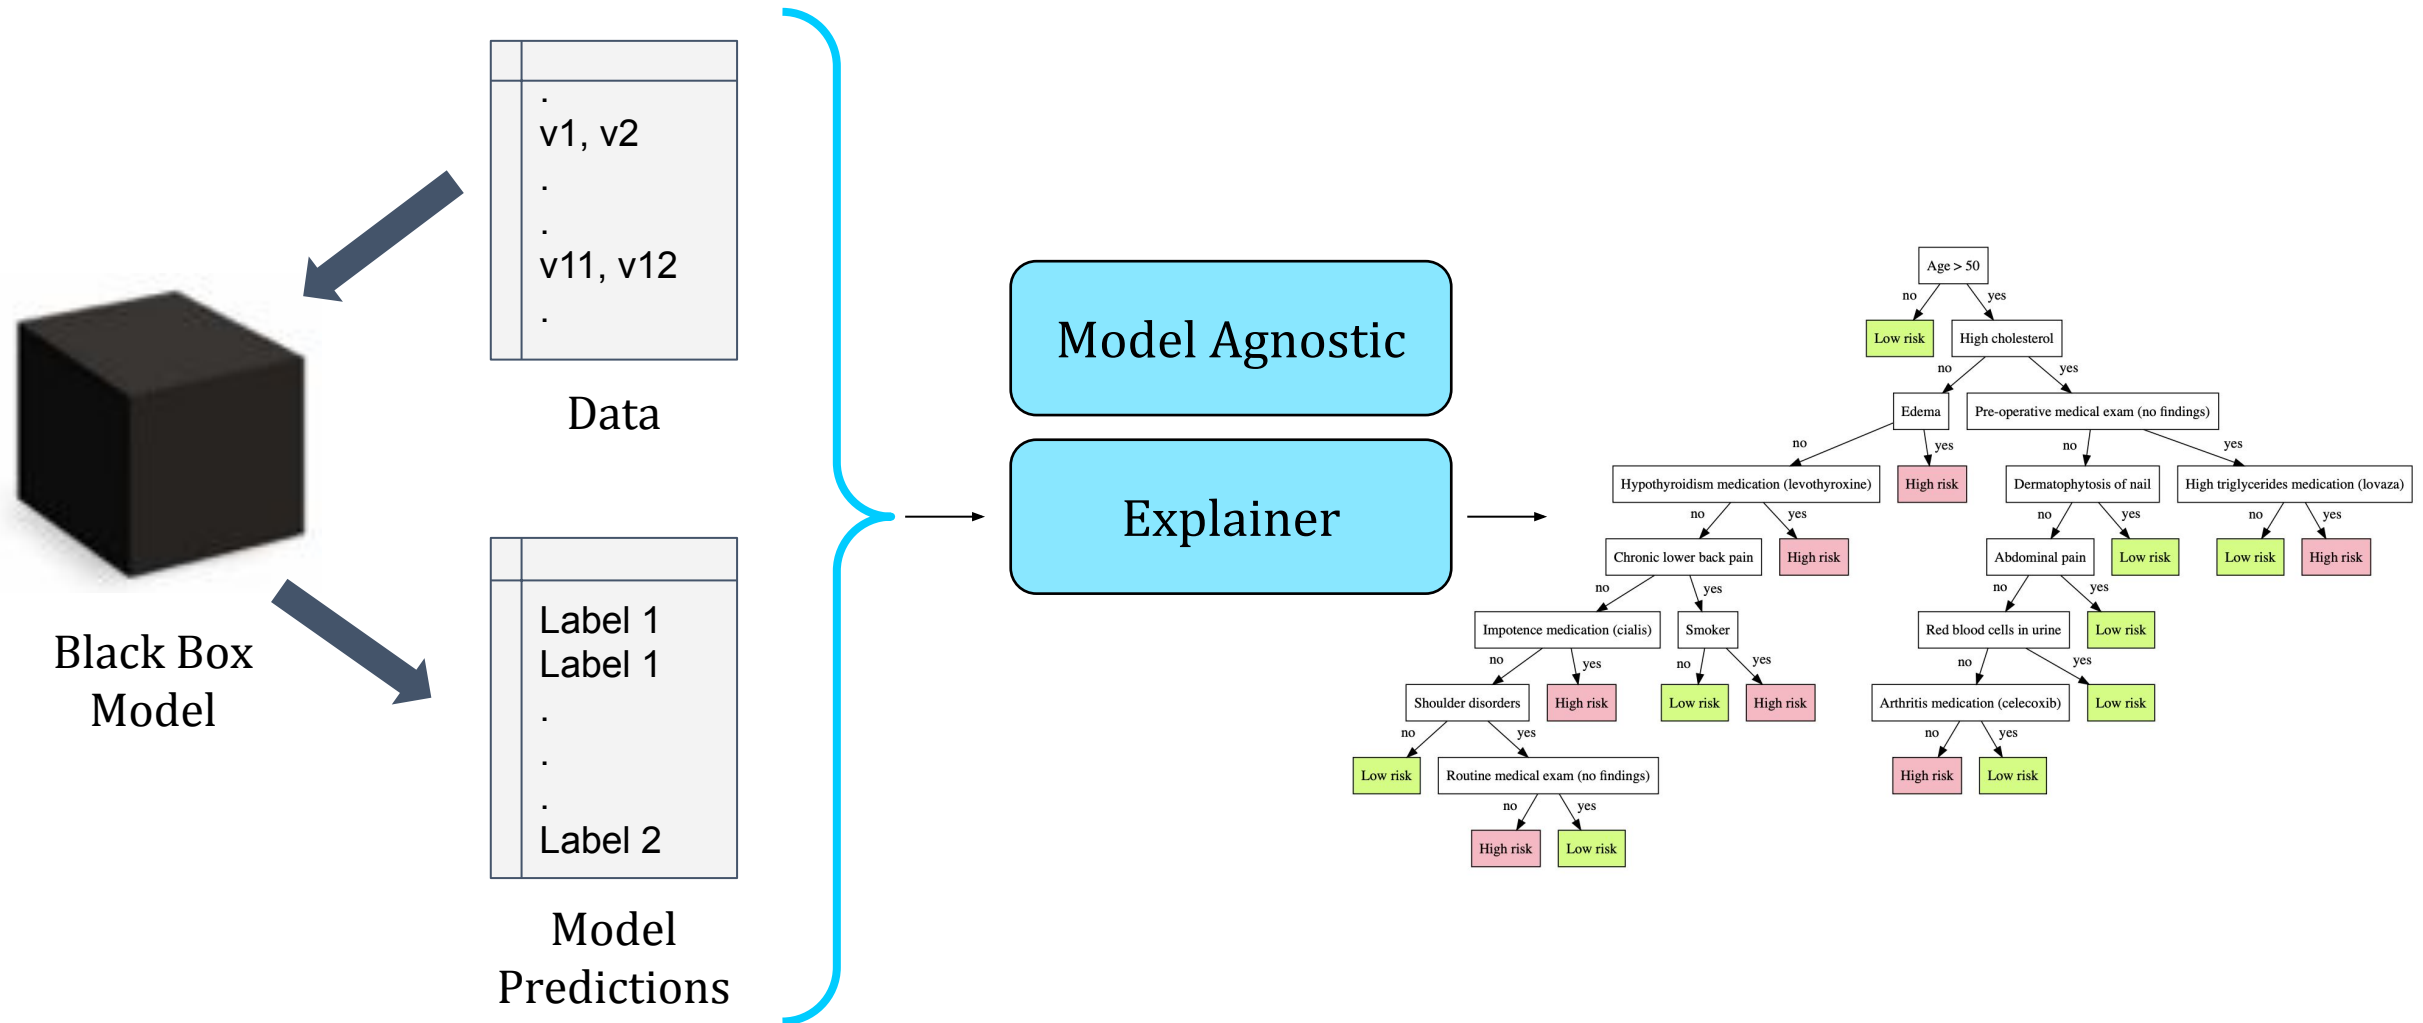 .
v1, v2
.
.
v11, v12
.
Data
Black Box
Model
Label 1
Label 1
.
.
.
Label 2
Model
Predictions
Model Agnostic
Explainer
Age > 50
no
yes
Low risk
High cholesterol
no
yes
Edema
Pre-operative medical exam (no findings)
no
yes
no
yes
Hypothyroidism medication (levothyroxine)
High risk
Dermatophytosis of nail
High triglycerides medication (lovaza)
no
yes
no
yes
no
yes
Chronic lower back pain
High risk
Abdominal pain
Low risk
Low risk
High risk
no
yes
no
yes
Impotence medication (cialis)
Smoker
Red blood cells in urine
Low risk
no
yes
no
yes
no
yes
Shoulder disorders
High risk
Low risk
High risk
Arthritis medication (celecoxib)
Low risk
no
yes
no
yes
Low risk
Routine medical exam (no findings)
High risk
Low risk
no
yes
High risk
Low risk